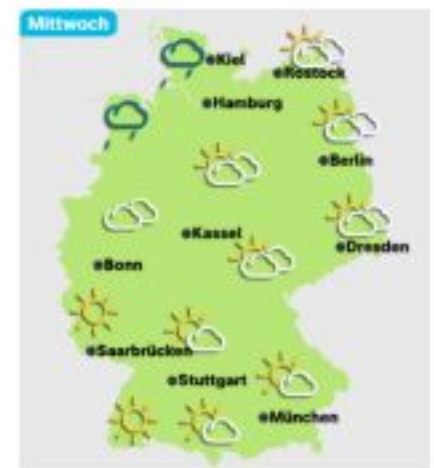 Mittwoch
Kiel
Rostock
Hamburg
Berlin
Kassel
Dresden
Bonn
Saarbrücken
Stuttgart
München